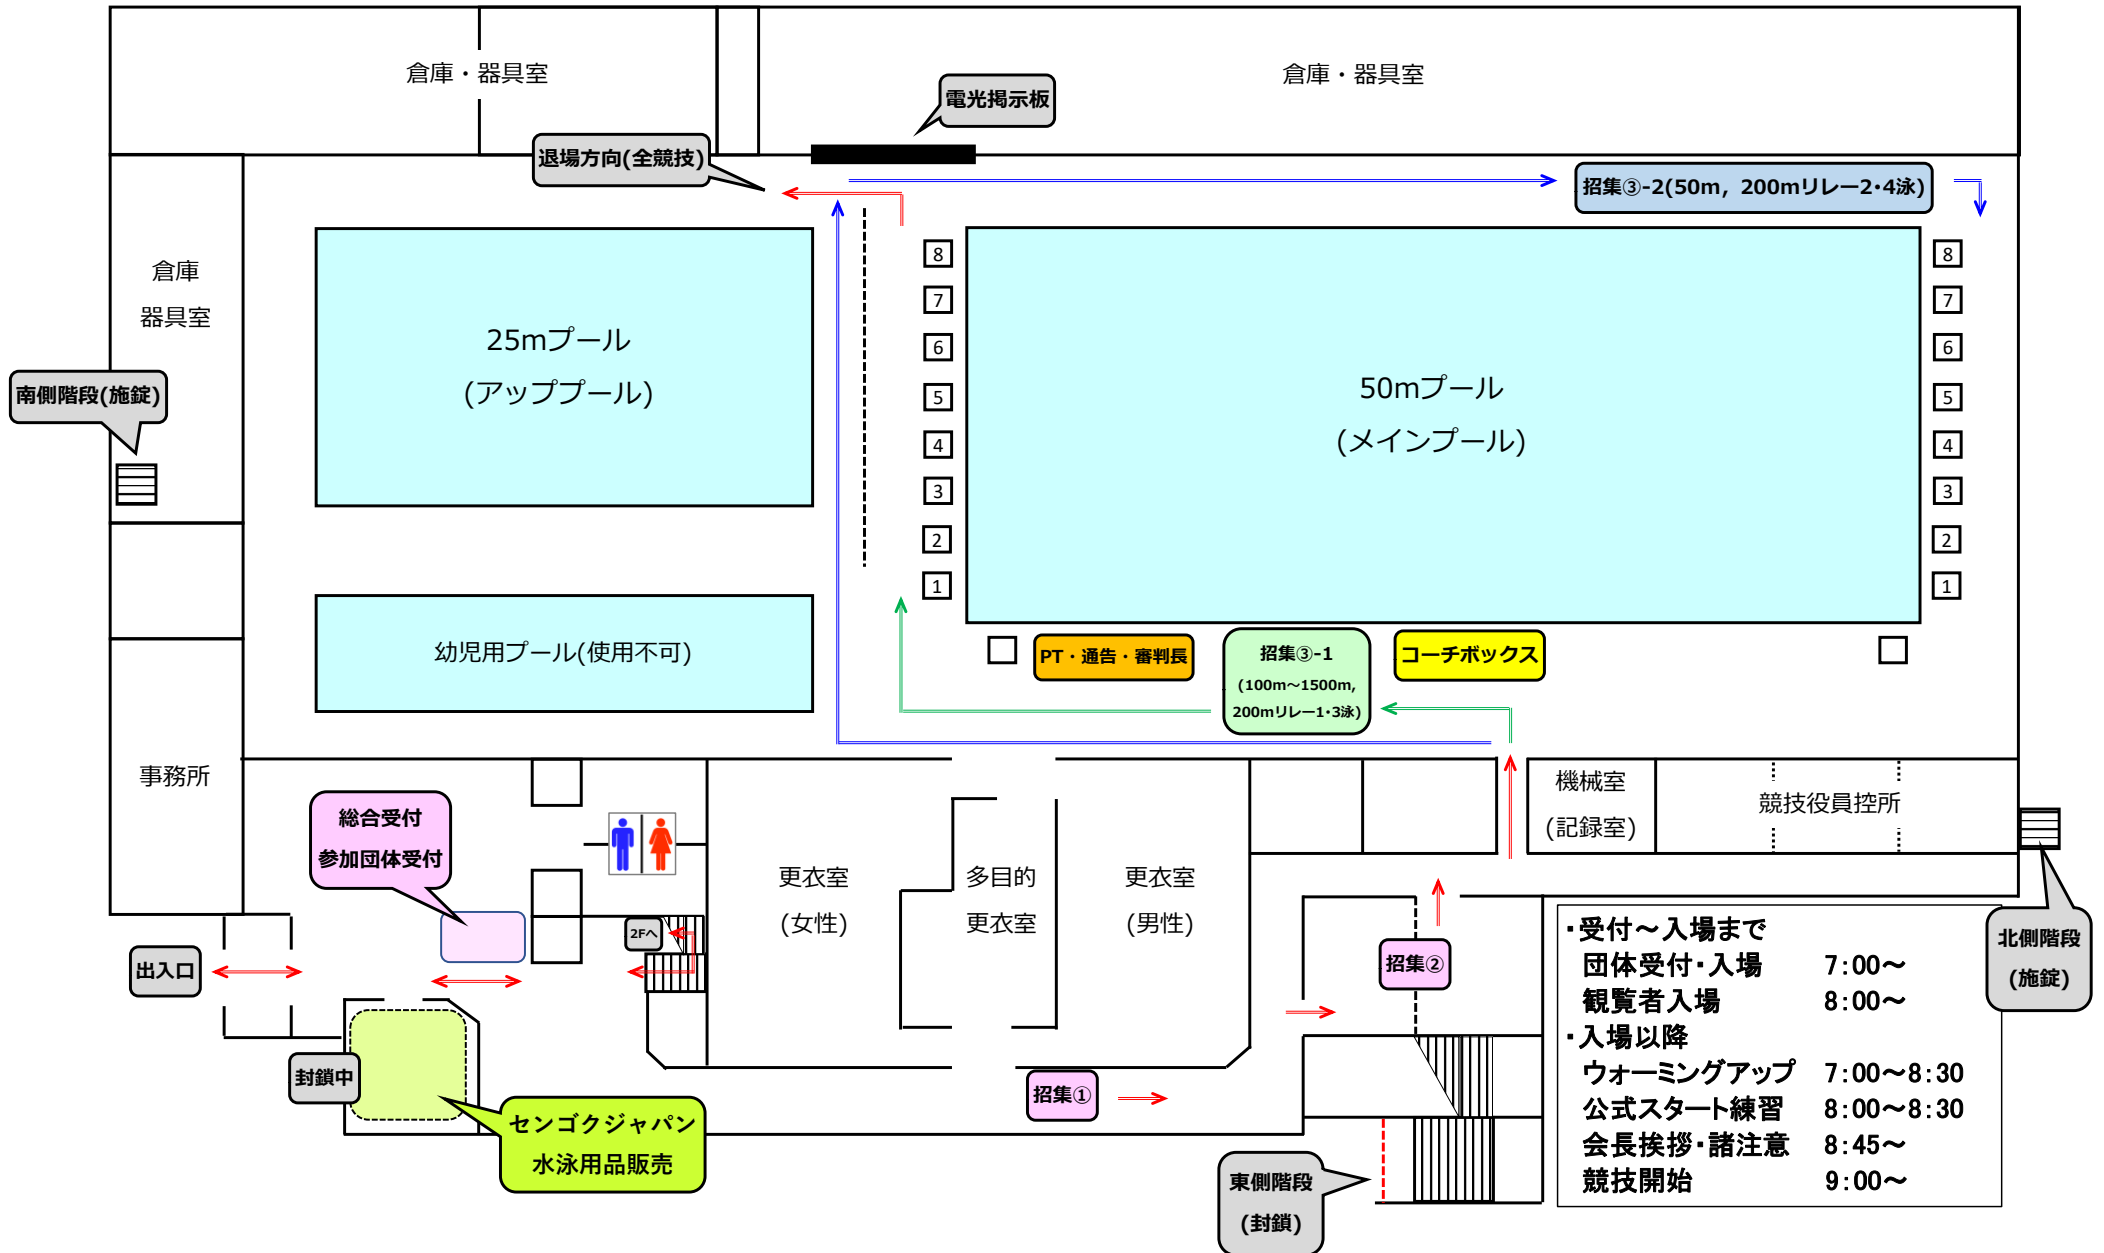 倉庫・器具室
倉庫・器具室
電光掲示板
退場方向(全競技)
招集③-2(50m，200mリレー2・4泳)
倉庫
器具室
25mプール
(アッププール)
8
7
6
5
4
3
2
1
50mプール
(メインプール)
8
7
6
5
4
3
2
1
南側階段(施錠)
幼児用プール(使用不可)
PT・通告・審判長
招集③-1
(100m～1500m,
200mリレー1・3泳)
コーチボックス
事務所
総合受付
参加団体受付
機械室
(記録室)
競技役員控所
更衣室
(女性)
多目的
更衣室
更衣室
(男性)
2Fへ
出入口
招集②
北側階段
(施錠)
封鎖中
招集①
センゴクジャパン
水泳用品販売
東側階段
(封鎖)
・受付～入場まで
団体受付・入場 7:00～
観覧者入場 8:00～
・入場以降
ウォーミングアップ 7:00～8:30
公式スタート練習 8:00～8:30
会長挨拶・諸注意 8:45～
競技開始 9:00～